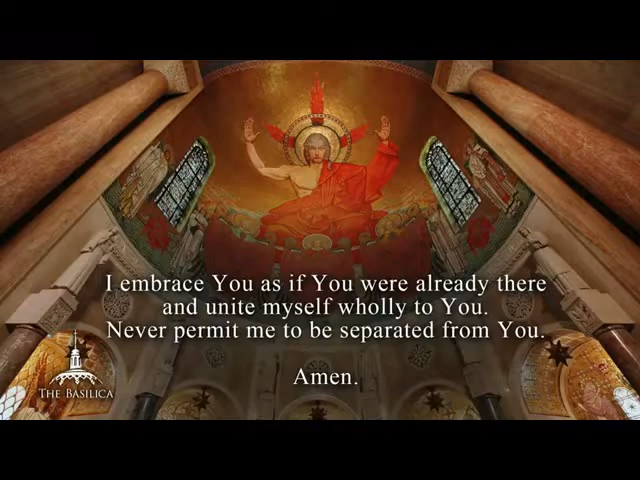 I embrace You as if You were already there
and unite myself wholly to You.
Never permit me to be separated from You.
Amen.
THE BASILICA